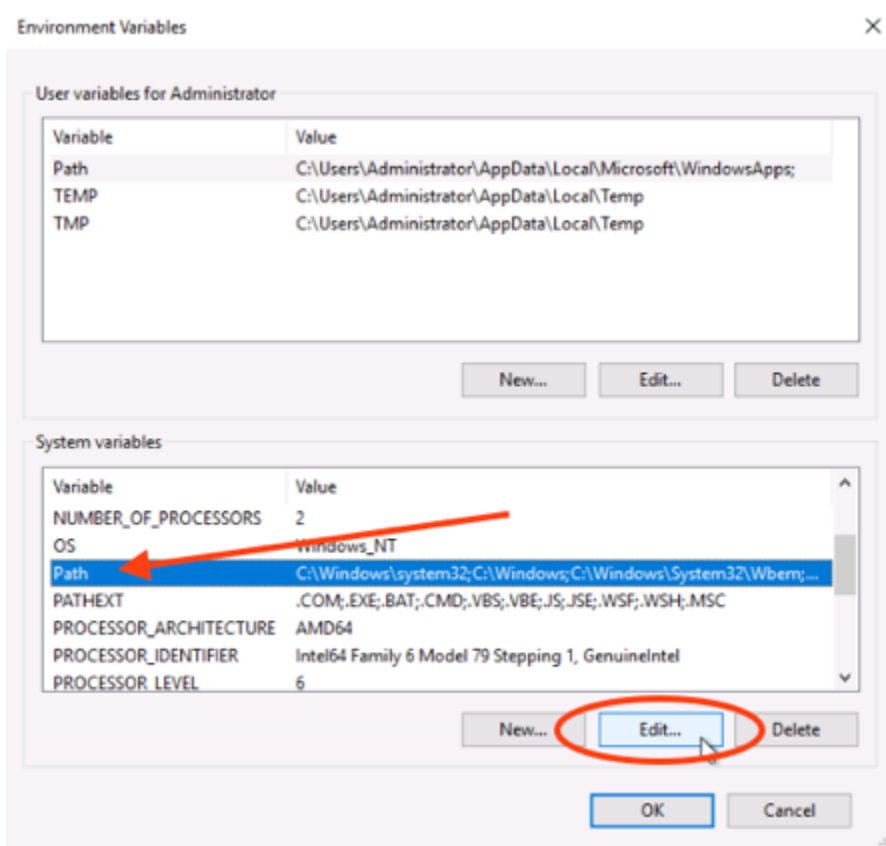 Environment Variables
User variables for Administrator
Variable Value
Path C:\Users\Administrator\AppData\Local\Microsoft\WindowsApps;
TEMP C:\Users\Administrator\AppData\Local\Temp
TMP C:\Users\Administrator\AppData\Local\Temp
New... Edit... Delete
System variables
Variable Value
NUMBER_OF_PROCESSORS 2
OS Windows_NT
Path C:\Windows\system32;C:\Windows;C:\Windows\System32\Wbem;...
PATHEXT .COM;.EXE;.BAT;.CMD;.VBS;.VBE;.JS;.JSE;.WSF;.WSH;.MSC
PROCESSOR_ARCHITECTURE AMD64
PROCESSOR_IDENTIFIER Intel64 Family 6 Model 79 Stepping 1, GenuineIntel
PROCESSOR_LEVEL 6
New... Edit... Delete
OK Cancel